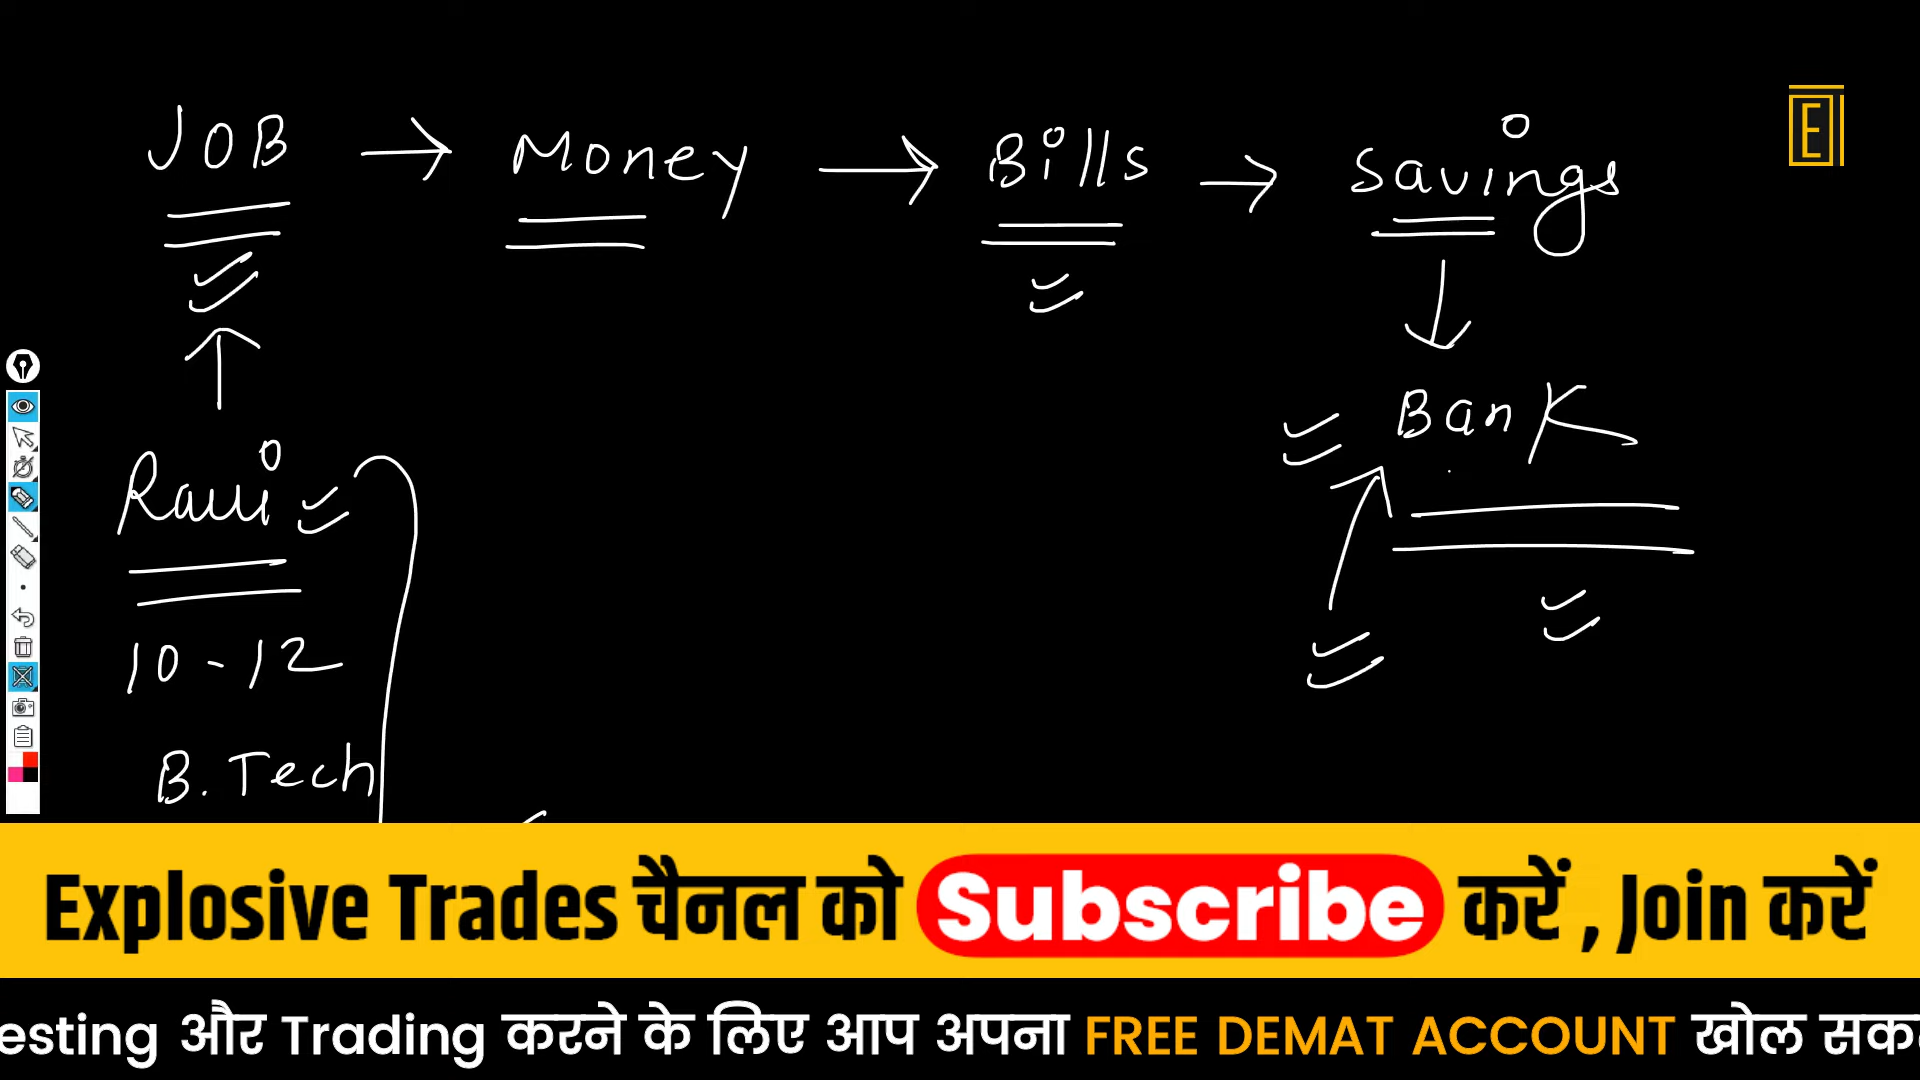 JOB → Money → Bills → Savings
E
Bank
Ravi
10-12
B.Tech
Explosive Trades चैनल को Subscribe करें , Join करें
esting और Trading करने के लिए आप अपना FREE DEMAT ACCOUNT खोल सक